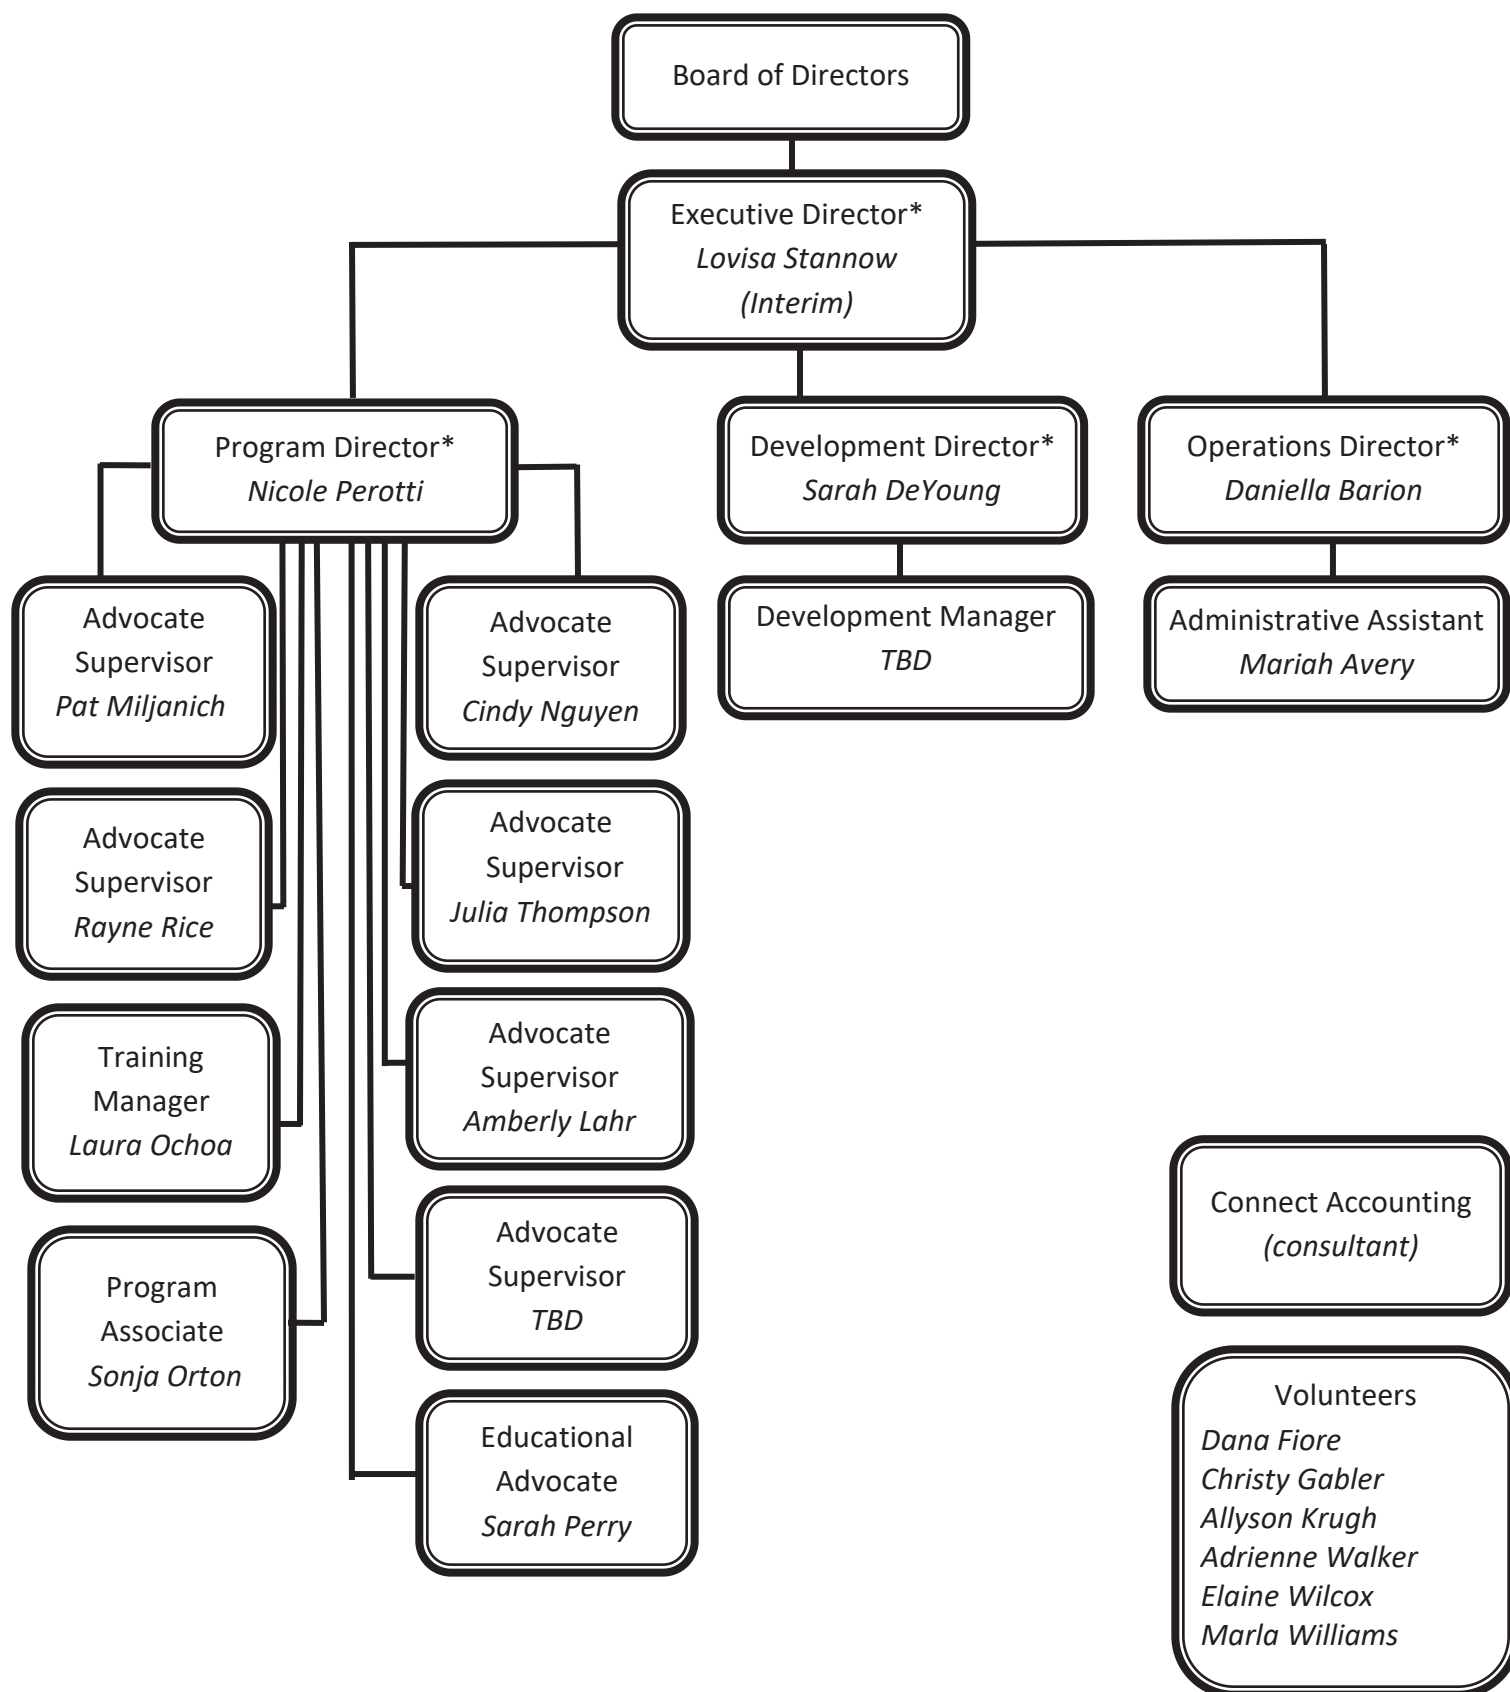 Board of Directors
Executive Director*
Lovisa Stannow
(Interim)
Program Director*
Nicole Perotti
Development Director*
Sarah DeYoung
Operations Director*
Daniella Barion
Advocate
Supervisor
Pat Miljanich
Advocate
Supervisor
Cindy Nguyen
Development Manager
TBD
Administrative Assistant
Mariah Avery
Advocate
Supervisor
Rayne Rice
Advocate
Supervisor
Julia Thompson
Training
Manager
Laura Ochoa
Advocate
Supervisor
Amberly Lahr
Program
Associate
Sonja Orton
Advocate
Supervisor
TBD
Educational
Advocate
Sarah Perry
Connect Accounting
(consultant)
Volunteers
Dana Fiore
Christy Gabler
Allyson Krugh
Adrienne Walker
Elaine Wilcox
Marla Williams